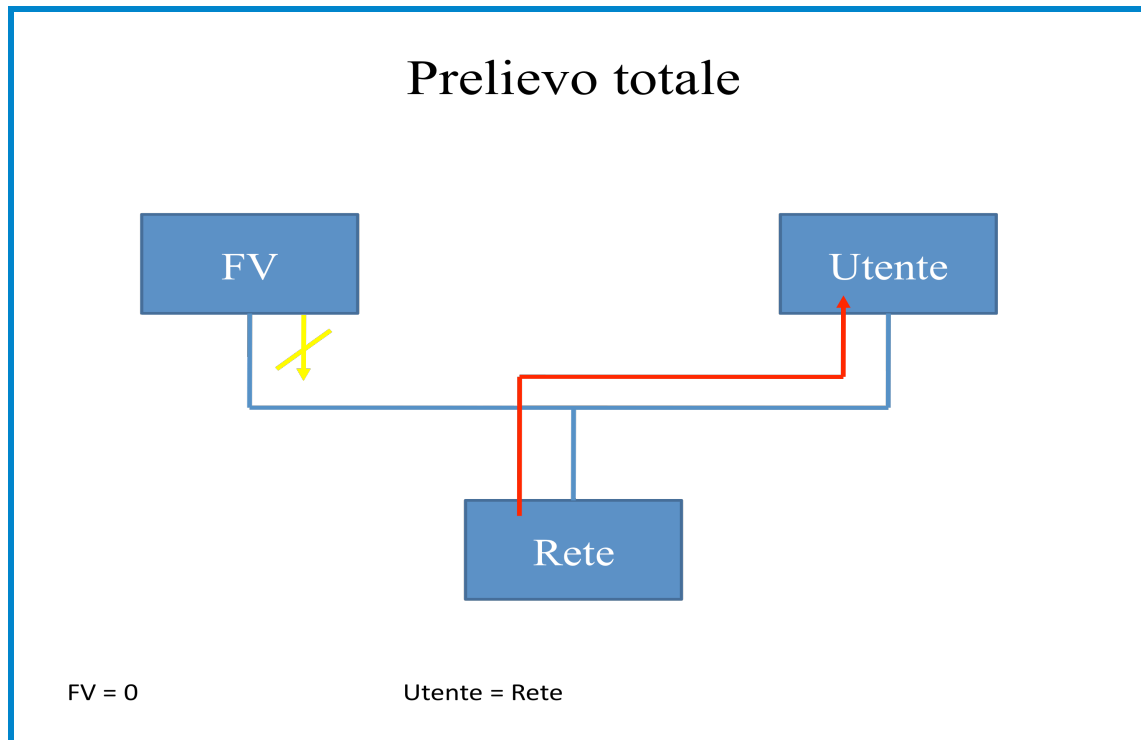 Prelievo totale
FV
Utente
Rete
FV = 0
Utente = Rete